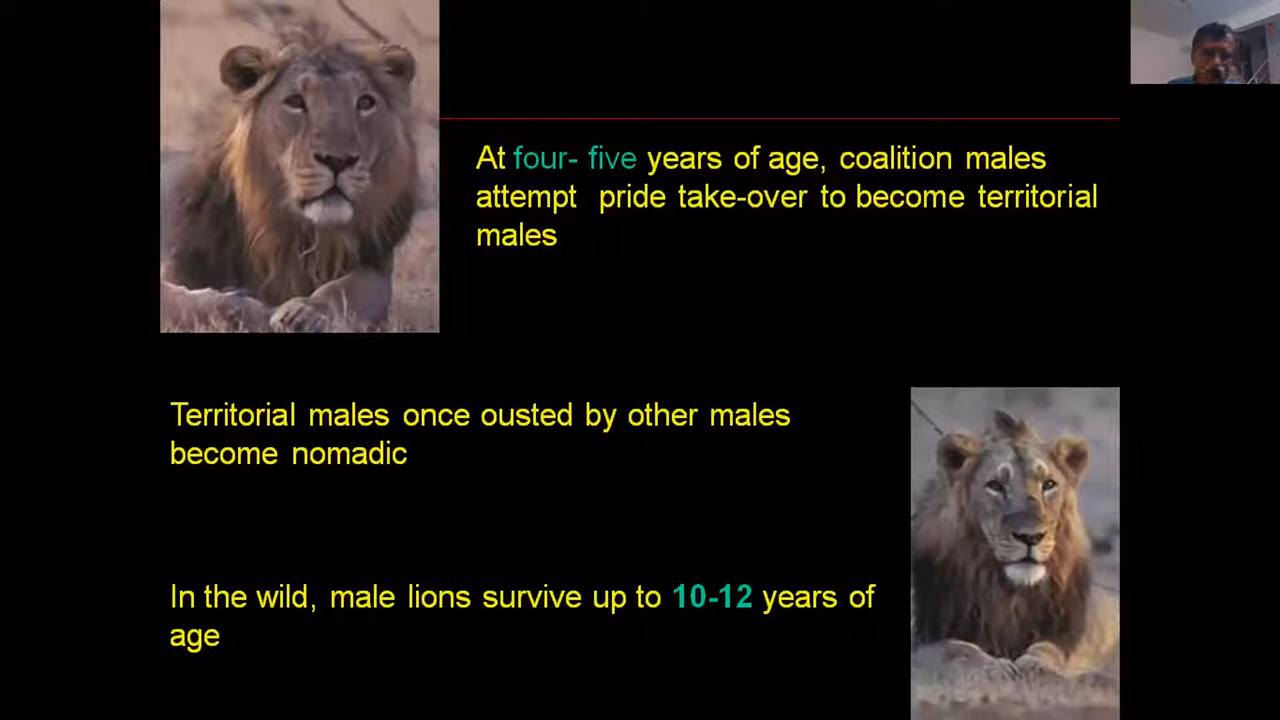 At four- five years of age, coalition males
attempt pride take-over to become territorial
males
Territorial males once ousted by other males
become nomadic
In the wild, male lions survive up to 10-12 years of
age